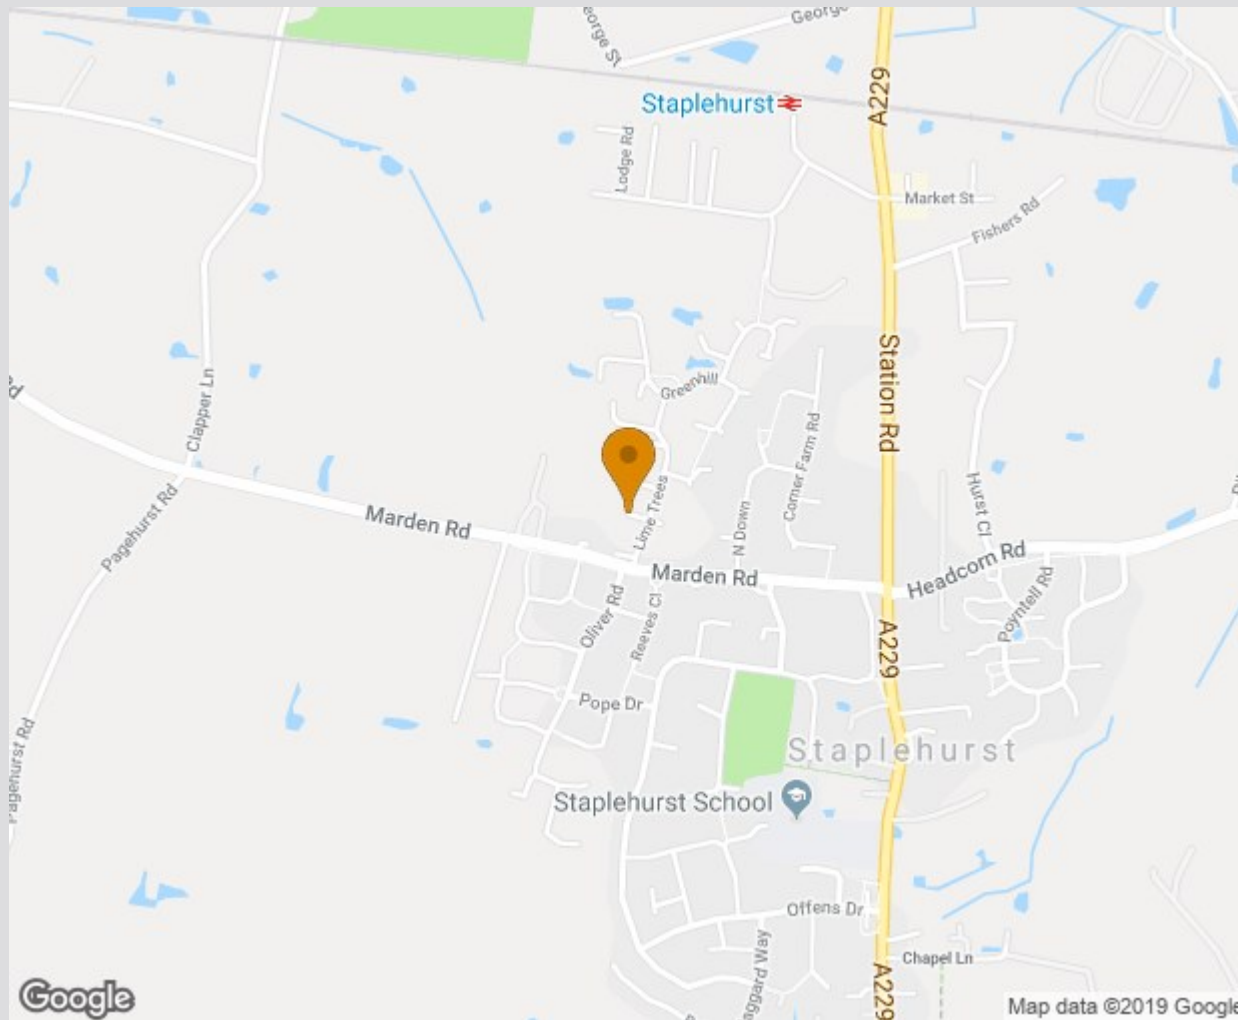 George
George St
A229
Staplehurst
Lodge Rd
Market St
Fishers Rd
Clapper Ln
Station Rd
Greenhill
Corner Farm Rd
Hurst Cl
Pagehurst Rd
Marden Rd
Lime Trees
N Down
Marden Rd
Headcorn Rd
Oliver Rd
Reeves Cl
Poyntell Rd
A229
Pope Dr
Pagehurst Rd
Staplehurst
Staplehurst School
Offens Dr
Chapel Ln
aggard Way
A229
Google
Map data ©2019 Google